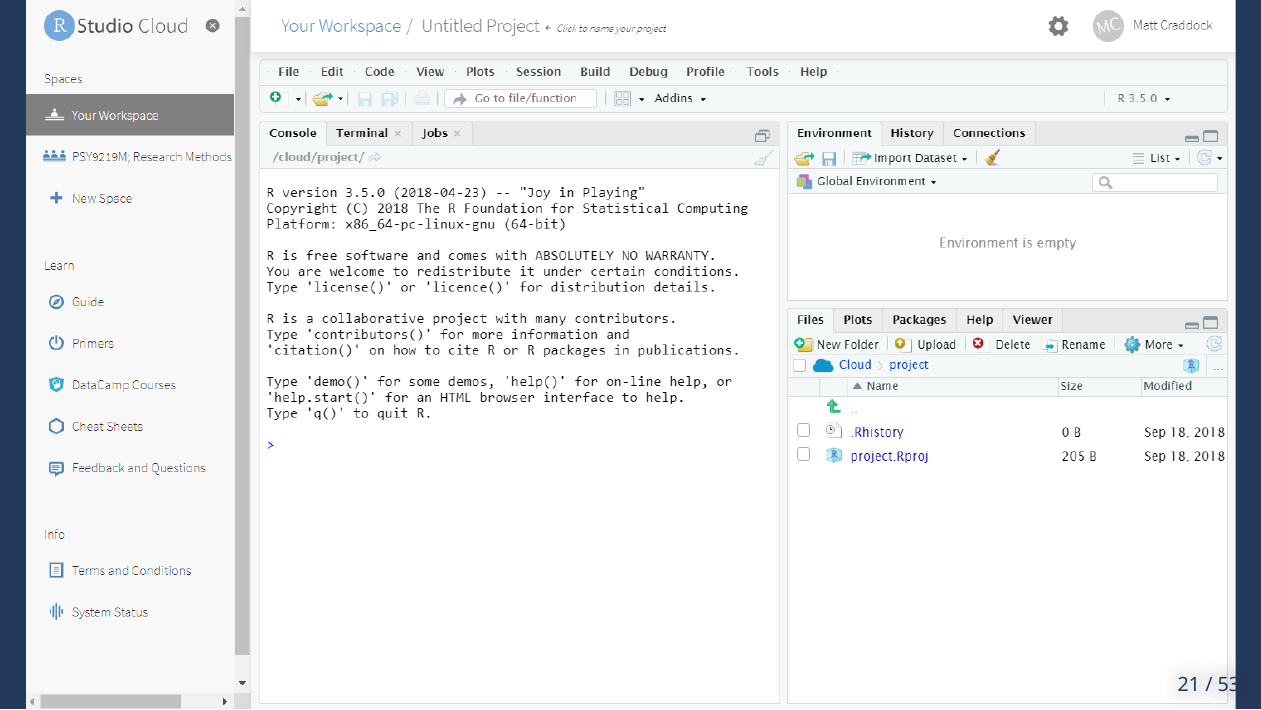 R Studio Cloud
Spaces
Your Workspace
PSY9219M; Research Methods
New Space
Learn
Guide
Primers
DataCamp Courses
Cheat Sheets
Feedback and Questions
Info
Terms and Conditions
System Status
Your Workspace / Untitled Project Click to name your project
MC Matt Craddock
File Edit Code View Plots Session Build Debug Profile Tools Help
Go to file/function Addins R 3.5.0
Console Terminal Jobs
/cloud/project/
R version 3.5.0 (2018-04-23) -- "Joy in Playing"
Copyright (C) 2018 The R Foundation for Statistical Computing
Platform: x86_64-pc-linux-gnu (64-bit)
R is free software and comes with ABSOLUTELY NO WARRANTY.
You are welcome to redistribute it under certain conditions.
Type 'license()' or 'licence()' for distribution details.
R is a collaborative project with many contributors.
Type 'contributors()' for more information and
'citation()' on how to cite R or R packages in publications.
Type 'demo()' for some demos, 'help()' for on-line help, or
'help.start()' for an HTML browser interface to help.
Type 'q()' to quit R.
>
Environment History Connections
Import Dataset List
Global Environment
Environment is empty
Files Plots Packages Help Viewer
New Folder Upload Delete Rename More
Cloud project ...
Name Size Modified
..
.Rhistory 0 B Sep 18, 2018
project.Rproj 205 B Sep 18, 2018
21 / 53